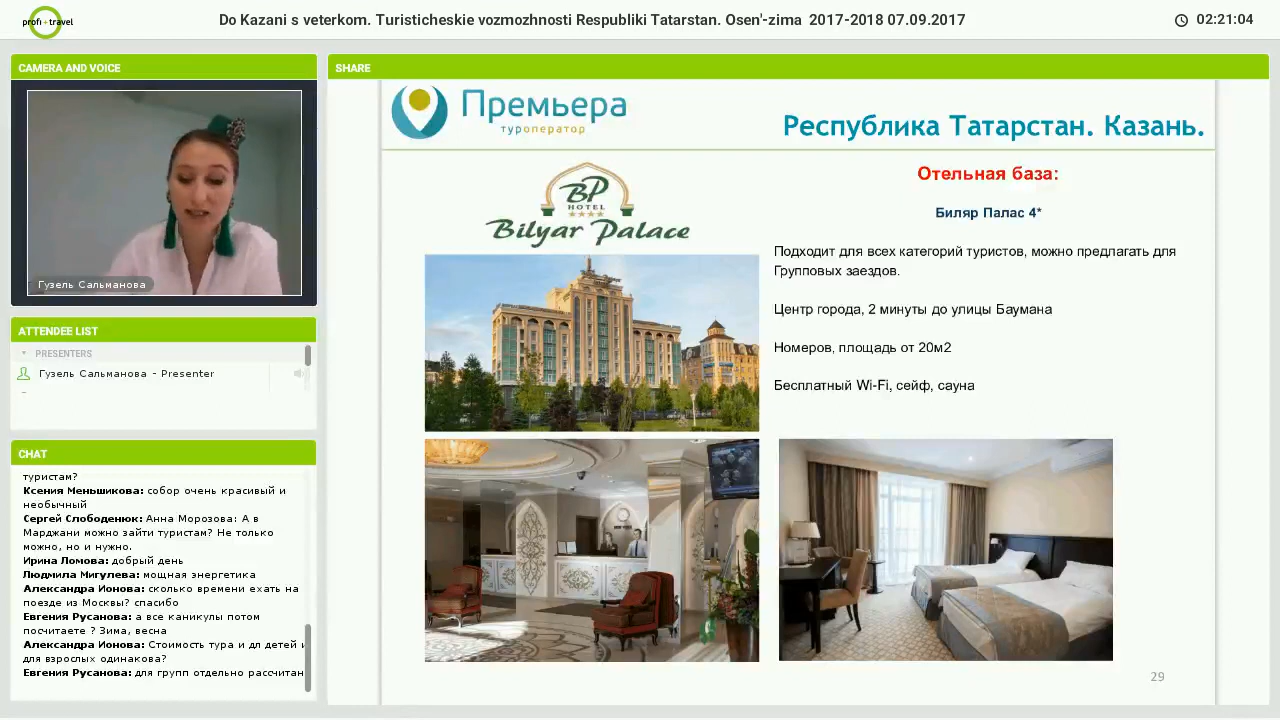 profi travel
Do Kazani s veterkom. Turisticheskie vozmozhnosti Respubliki Tatarstan. Osen'-zima 2017-2018 07.09.2017
02:21:04
CAMERA AND VOICE
Гузель Сальманова
ATTENDEE LIST
PRESENTERS
Гузель Сальманова - Presenter
CHAT
туристам?
Ксения Меньшикова: собор очень красивый и
необычный
Сергей Слободенюк: Анна Морозова: А в
Марджани можно зайти туристам? Не только
можно, но и нужно.
Ирина Ломова: добрый день
Людмила Мигулева: мощная энергетика
Александра Ионова: сколько времени ехать на
поезде из Москвы? спасибо
Евгения Русанова: а все каникулы потом
посчитаете ? Зима, весна
Александра Ионова: Стоимость тура и дл детей и
для взрослых одинакова?
Евгения Русанова: для групп отдельно рассчитан
SHARE
Премьера
туроператор
Республика Татарстан. Казань.
BP
HOTEL
Bilyar Palace
Отельная база:
Биляр Палас 4*
Подходит для всех категорий туристов, можно предлагать для
Групповых заездов.
Центр города, 2 минуты до улицы Баумана
Номеров, площадь от 20м2
Бесплатный Wi-Fi, сейф, сауна
29